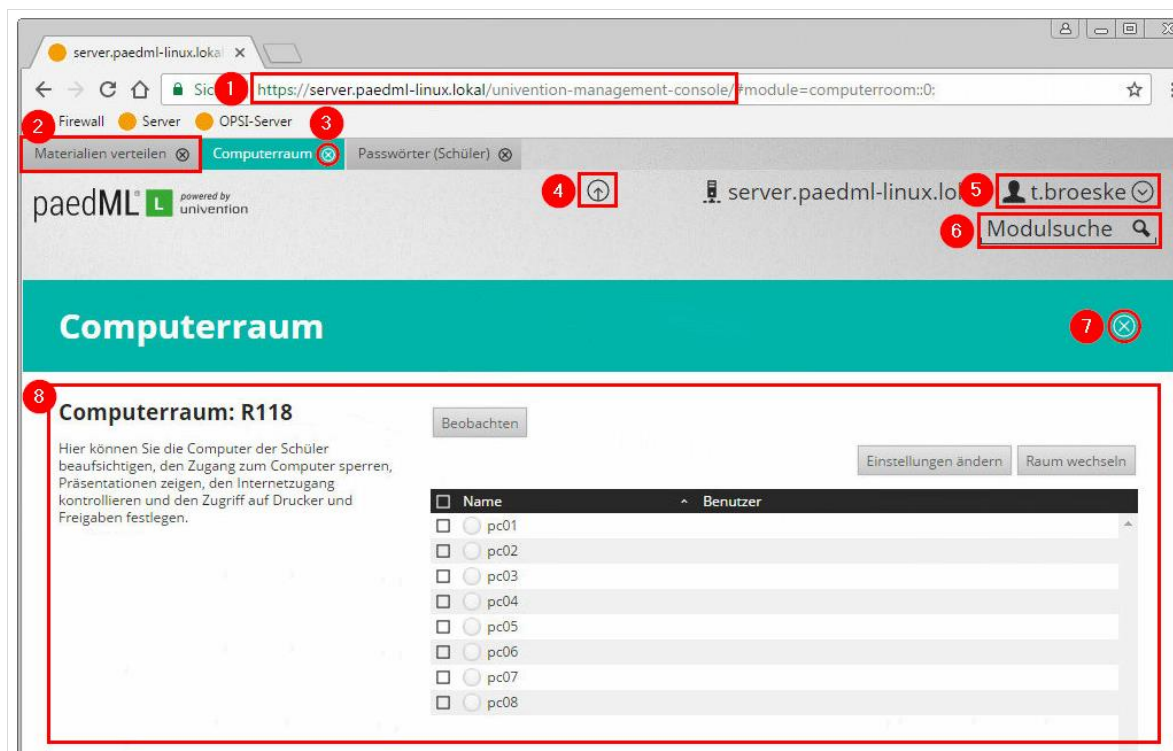 server.paedml-linux.loka
1
Sic https://server.paedml-linux.lokal/univention-management-console/#module=computerroom::0:
2 Firewall Server OPSI-Server 3
Materialien verteilen Computerraum Passwörter (Schüler)
paedML® L powered by univention
4
server.paedml-linux.lo 5 t.broeske
6 Modulsuche
Computerraum
7
8
Computerraum: R118
Hier können Sie die Computer der Schüler
beaufsichtigen, den Zugang zum Computer sperren,
Präsentationen zeigen, den Internetzugang
kontrollieren und den Zugriff auf Drucker und
Freigaben festlegen.
Beobachten
Einstellungen ändern Raum wechseln
Name Benutzer
pc01
pc02
pc03
pc04
pc05
pc06
pc07
pc08